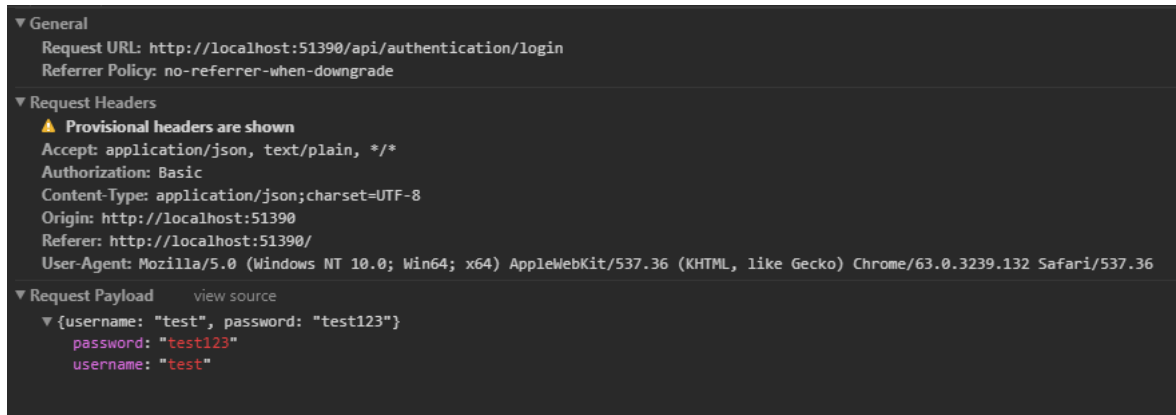 General
Request URL: http://localhost:51390/api/authentication/login
Referrer Policy: no-referrer-when-downgrade
Request Headers
Provisional headers are shown
Accept: application/json, text/plain, */*
Authorization: Basic
Content-Type: application/json;charset=UTF-8
Origin: http://localhost:51390
Referer: http://localhost:51390/
User-Agent: Mozilla/5.0 (Windows NT 10.0; Win64; x64) AppleWebKit/537.36 (KHTML, like Gecko) Chrome/63.0.3239.132 Safari/537.36
Request Payload view source
{username: "test", password: "test123"}
password: "test123"
username: "test"